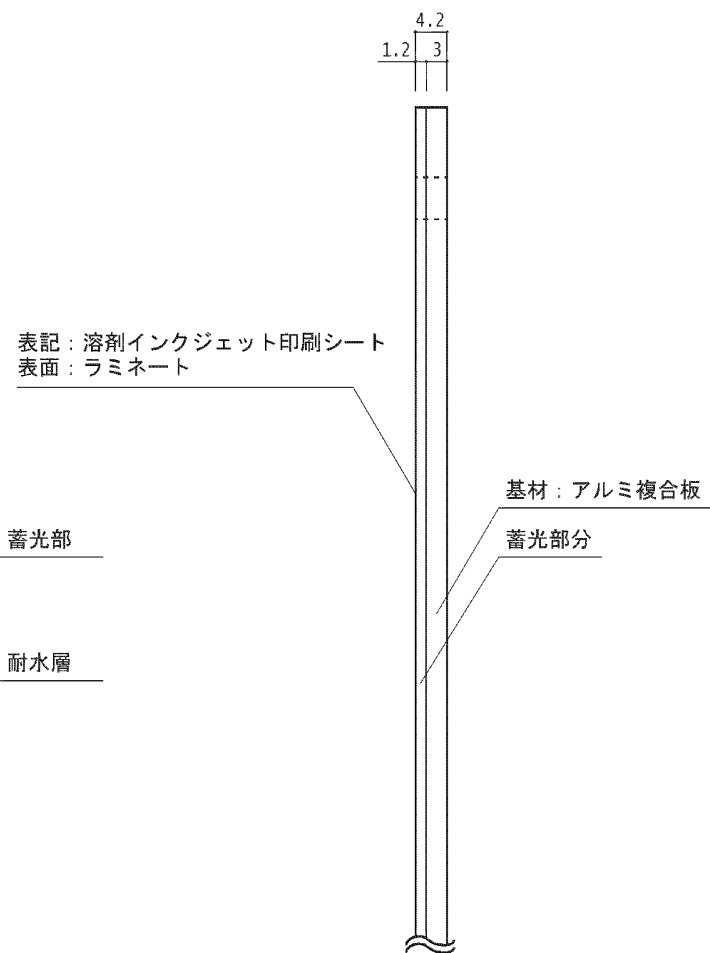 4.2
1.2 3
表記：溶剤インクジェット印刷シート
表面：ラミネート
基材：アルミ複合板
蓄光部
蓄光部分
耐水層